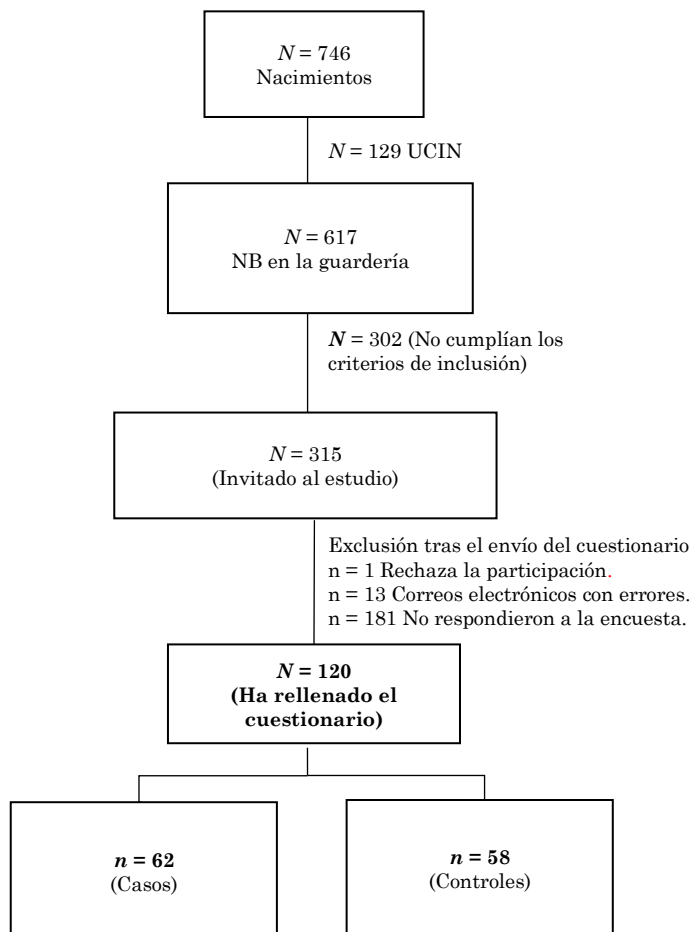 N = 746
Nacimientos
N = 129 UCIN
N = 617
NB en la guardería
N = 302 (No cumplían los
criterios de inclusión)
N = 315
(Invitado al estudio)
Exclusión tras el envío del cuestionario
n = 1 Rechaza la participación.
n = 13 Correos electrónicos con errores.
n = 181 No respondieron a la encuesta.
N = 120
(Ha rellenado el
cuestionario)
n = 62
(Casos)
n = 58
(Controles)